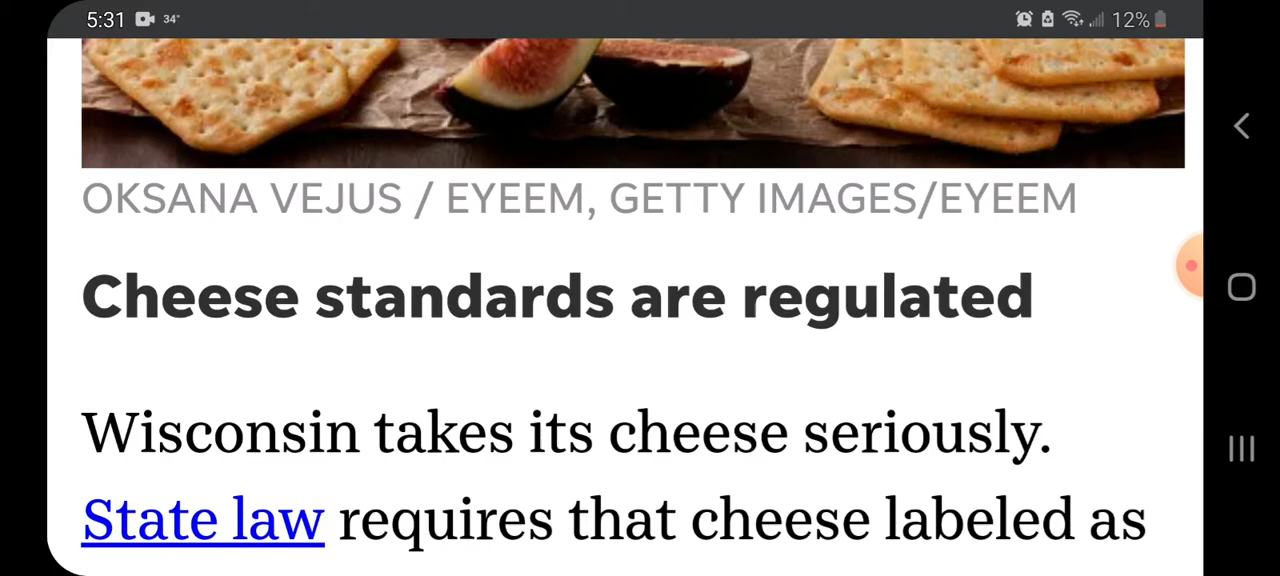 5:31 34° 12%
OKSANA VEJUS / EYEEM, GETTY IMAGES/EYEEM
Cheese standards are regulated
Wisconsin takes its cheese seriously.
State law requires that cheese labeled as